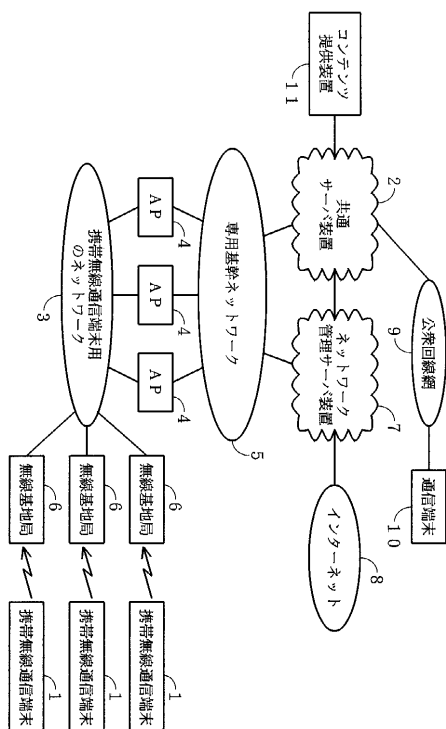 コンテンツ
提供装置
11
共通
サーバ装置
2
公衆回線網
9
通信端末
10
ネットワーク
管理サーバ装置
7
インターネット
8
専用基幹ネットワーク
5
AP
4
AP
4
AP
4
携帯無線通信端末用
のネットワーク
3
無線基地局
6
無線基地局
6
無線基地局
6
携帯無線通信端末
1
携帯無線通信端末
1
携帯無線通信端末
1